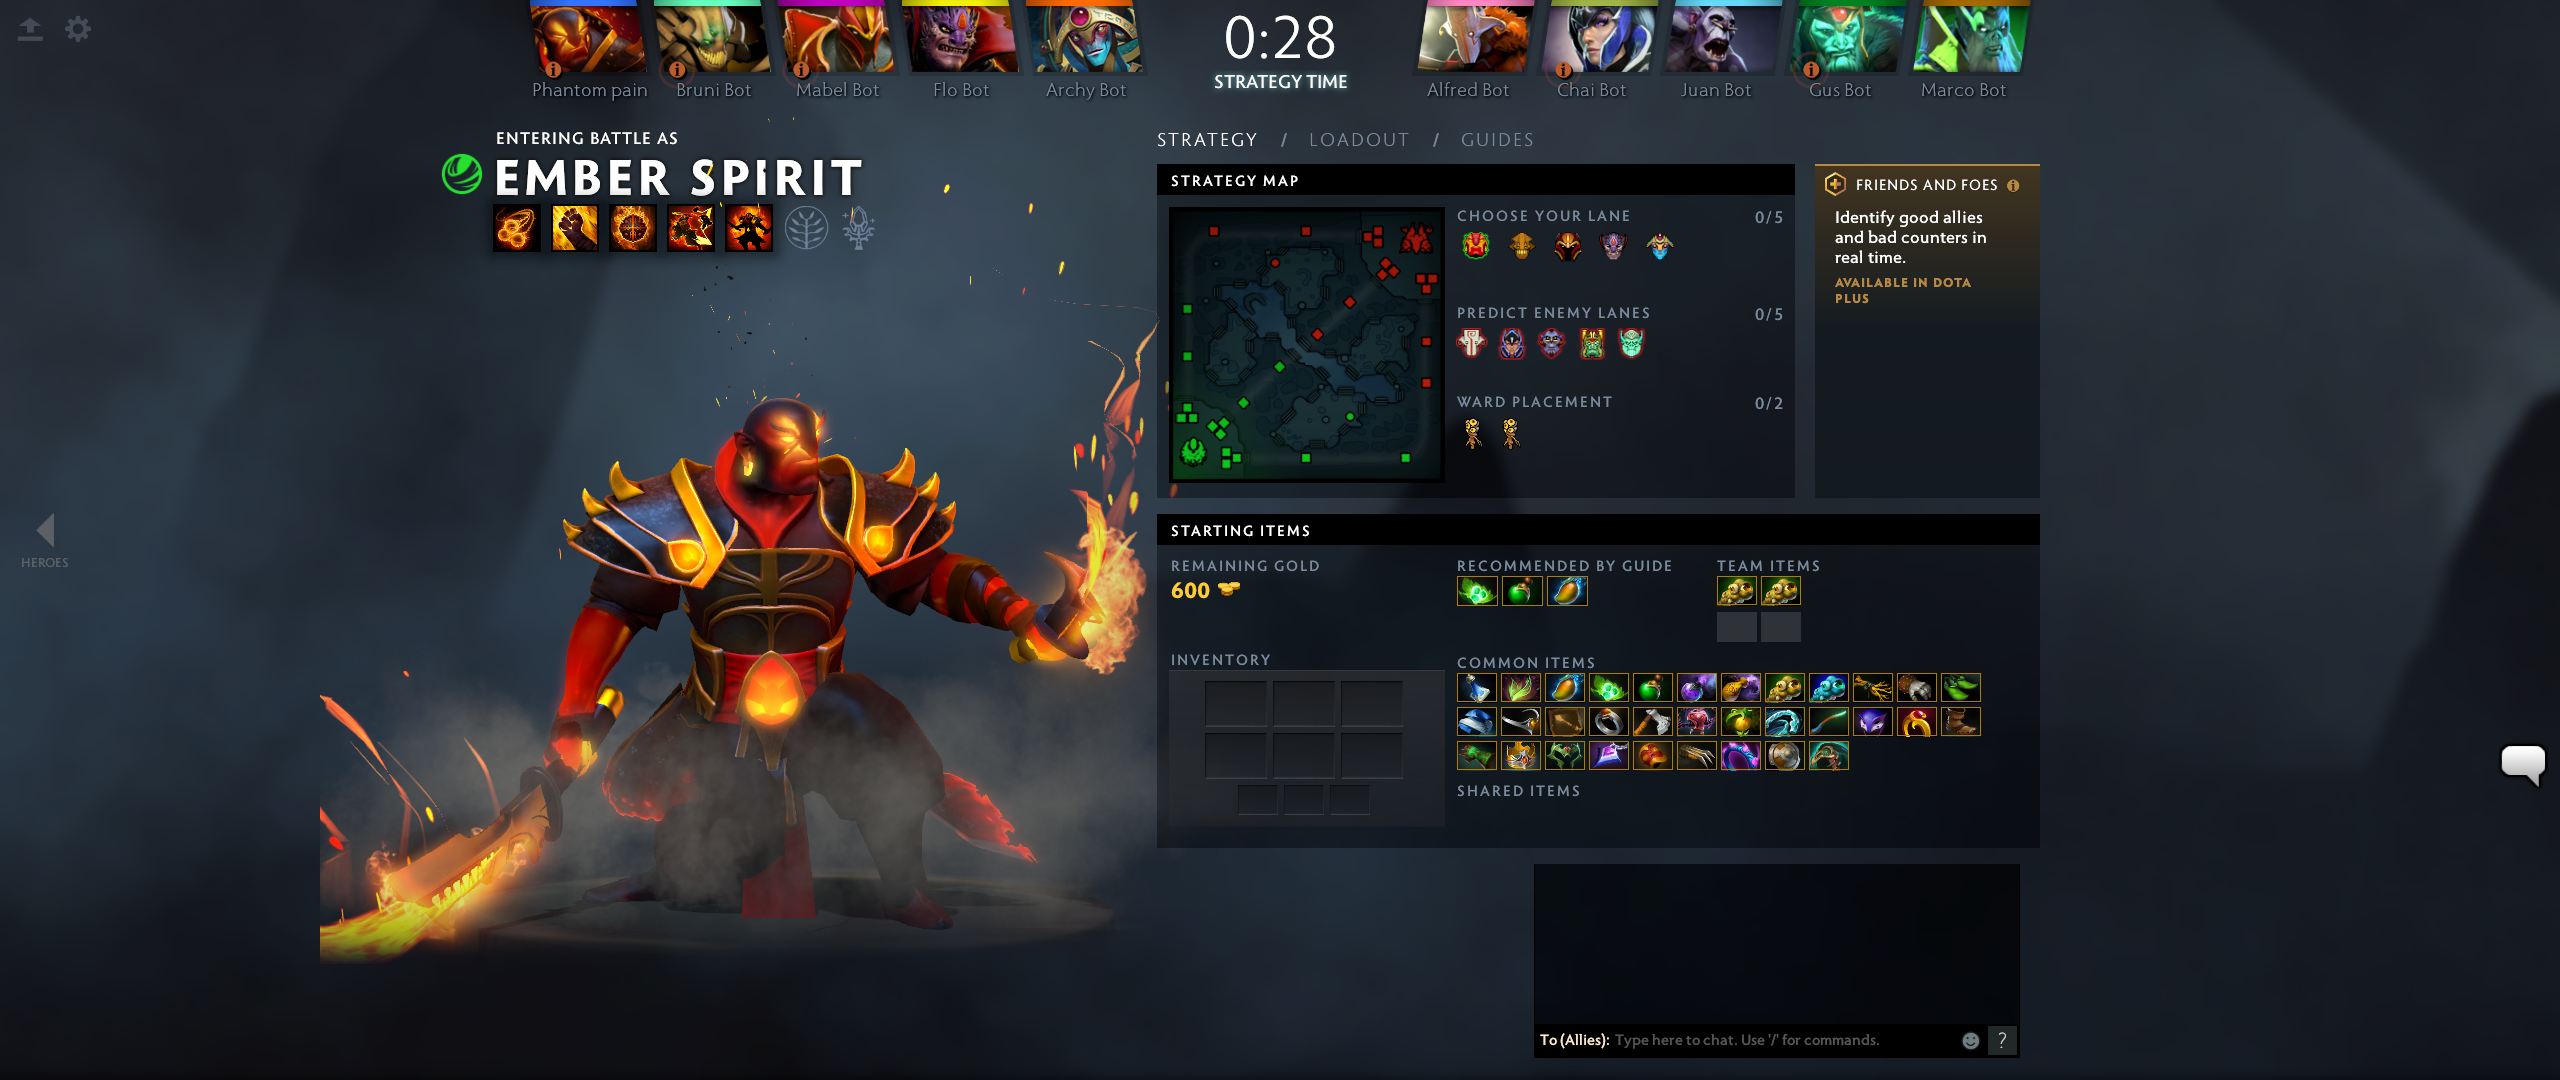 0:28
STRATEGY TIME
Phantom pain
Bruni Bot
Mabel Bot
Flo Bot
Archy Bot
Alfred Bot
Chai Bot
Juan Bot
Gus Bot
Marco Bot
ENTERING BATTLE AS
EMBER SPIRIT
HEROES
STRATEGY / LOADOUT / GUIDES
STRATEGY MAP
CHOOSE YOUR LANE 0/5
PREDICT ENEMY LANES 0/5
WARD PLACEMENT 0/2
FRIENDS AND FOES
Identify good allies
and bad counters in
real time.
AVAILABLE IN DOTA
PLUS
STARTING ITEMS
REMAINING GOLD
600
INVENTORY
RECOMMENDED BY GUIDE
TEAM ITEMS
COMMON ITEMS
SHARED ITEMS
To (Allies): Type here to chat. Use '/' for commands.
?